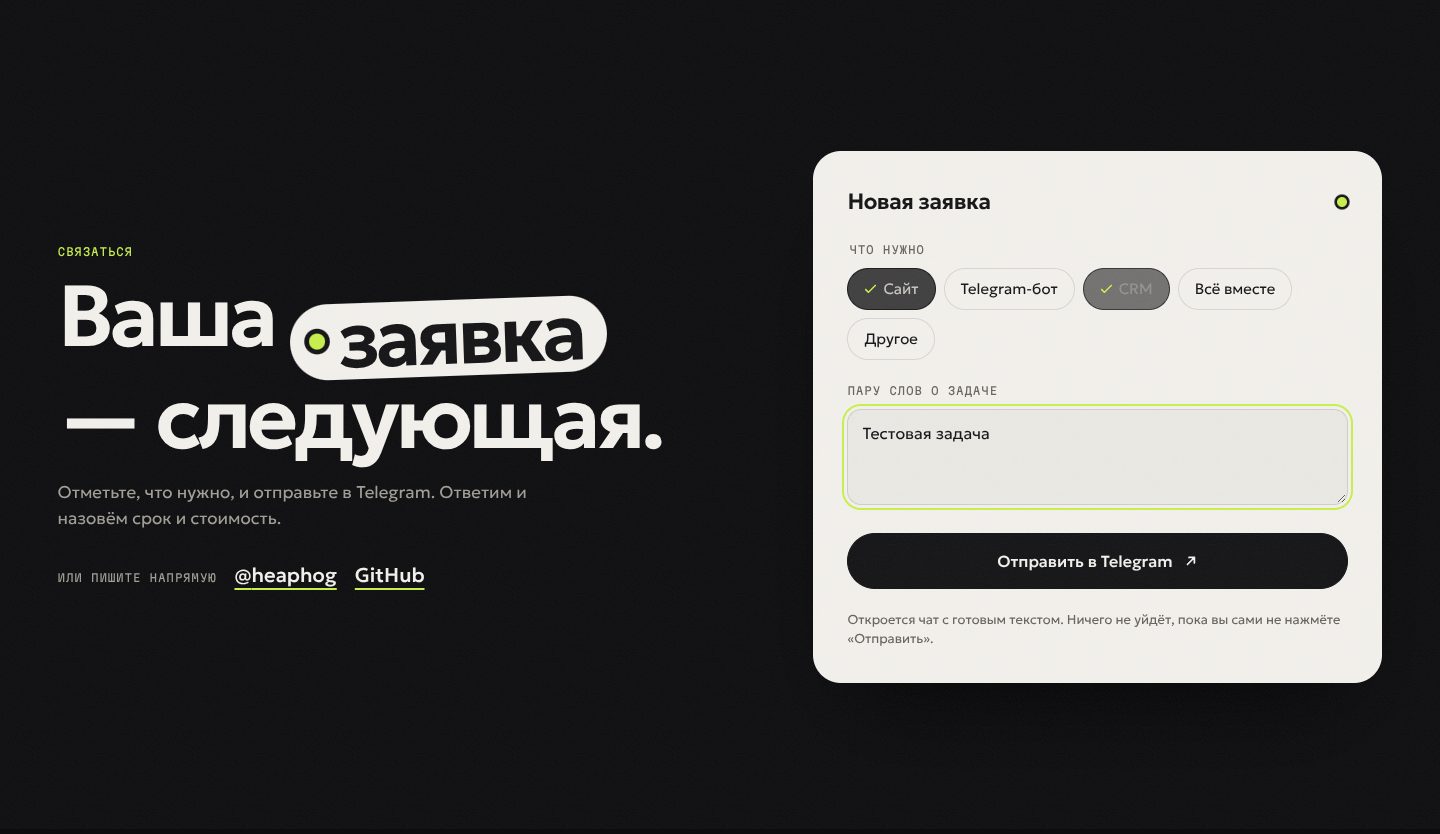 СВЯЗАТЬСЯ
Ваша заявка
— следующая.
Отметьте, что нужно, и отправьте в Telegram. Ответим и
назовём срок и стоимость.
ИЛИ ПИШИТЕ НАПРЯМУЮ @heaphog GitHub
Новая заявка
ЧТО НУЖНО
Сайт Telegram-бот CRM Всё вместе
Другое
ПАРУ СЛОВ О ЗАДАЧЕ
Тестовая задача
Отправить в Telegram ↗
Откроется чат с готовым текстом. Ничего не уйдёт, пока вы сами не нажмёте
«Отправить».